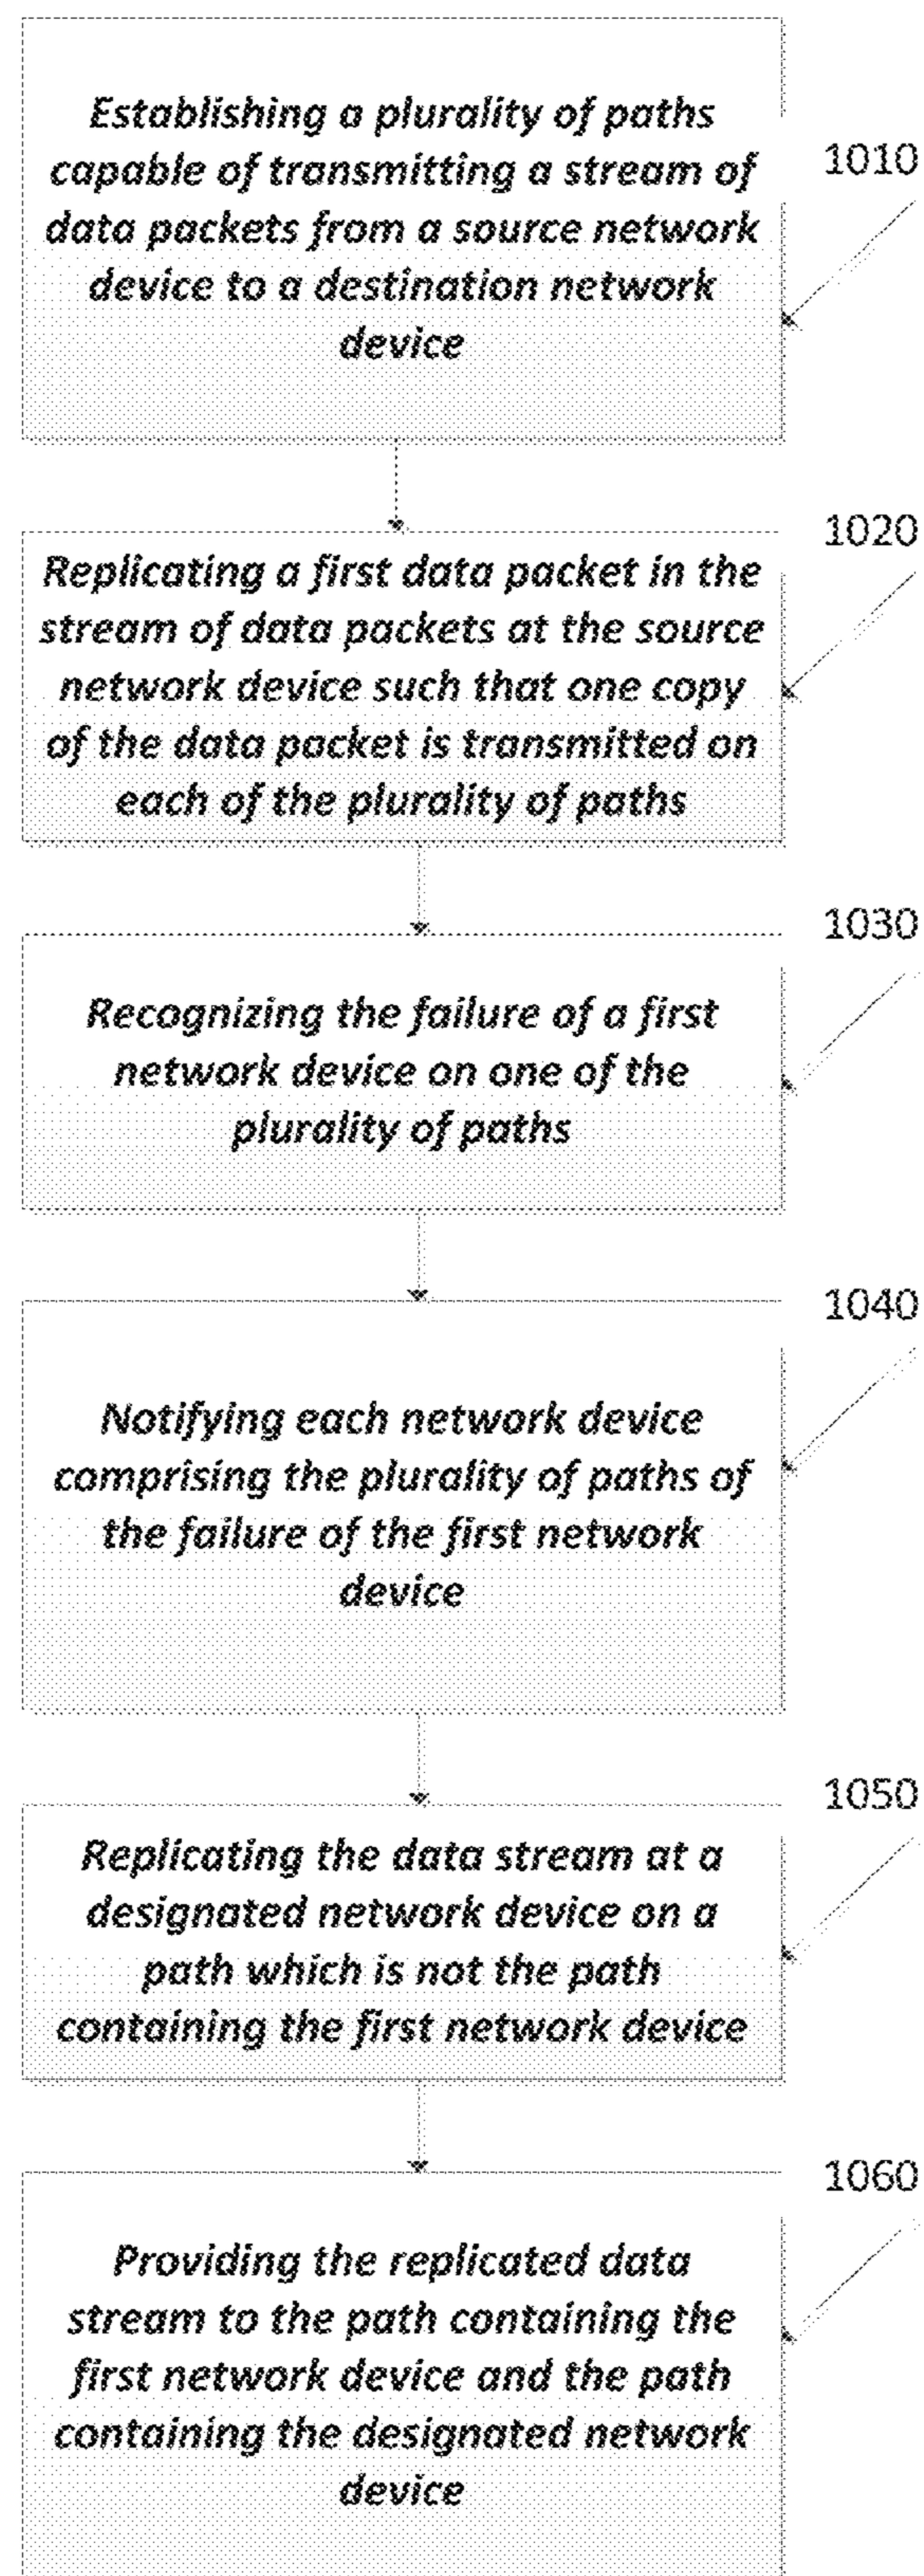 Establishing a plurality of paths
capable of transmitting a stream of
data packets from a source network
device to a destination network
device
1010
Replicating a first data packet in the
stream of data packets at the source
network device such that one copy
of the data packet is transmitted on
each of the plurality of paths
1020
Recognizing the failure of a first
network device on one of the
plurality of paths
1030
Notifying each network device
comprising the plurality of paths of
the failure of the first network
device
1040
Replicating the data stream at a
designated network device on a
path which is not the path
containing the first network device
1050
Providing the replicated data
stream to the path containing the
first network device and the path
containing the designated network
device
1060